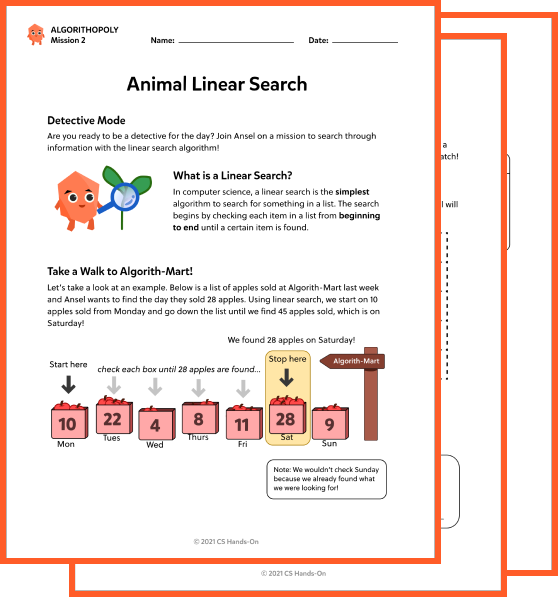 ALGORITHOPOLY
Mission 2
Name:
Date:
Animal Linear Search
Detective Mode
Are you ready to be a detective for the day? Join Ansel on a mission to search through
information with the linear search algorithm!
What is a Linear Search?
In computer science, a linear search is the simplest
algorithm to search for something in a list. The search
begins by checking each item in a list from beginning
to end until a certain item is found.
Take a Walk to Algorith-Mart!
Let's take a look at an example. Below is a list of apples sold at Algorith-Mart last week
and Ansel wants to find the day they sold 28 apples. Using linear search, we start on 10
apples sold from Monday and go down the list until we find 45 apples sold, which is on
Saturday!
We found 28 apples on Saturday!
Start here
check each box until 28 apples are found...
Stop here
Algorith-Mart
10
22
4
8
11
28
9
Mon
Tues
Wed
Thurs
Fri
Sat
Sun
Note: We wouldn't check Sunday
because we already found what
we were looking for!
© 2021 CS Hands-On
a
will
© 2021 CS Hands-On